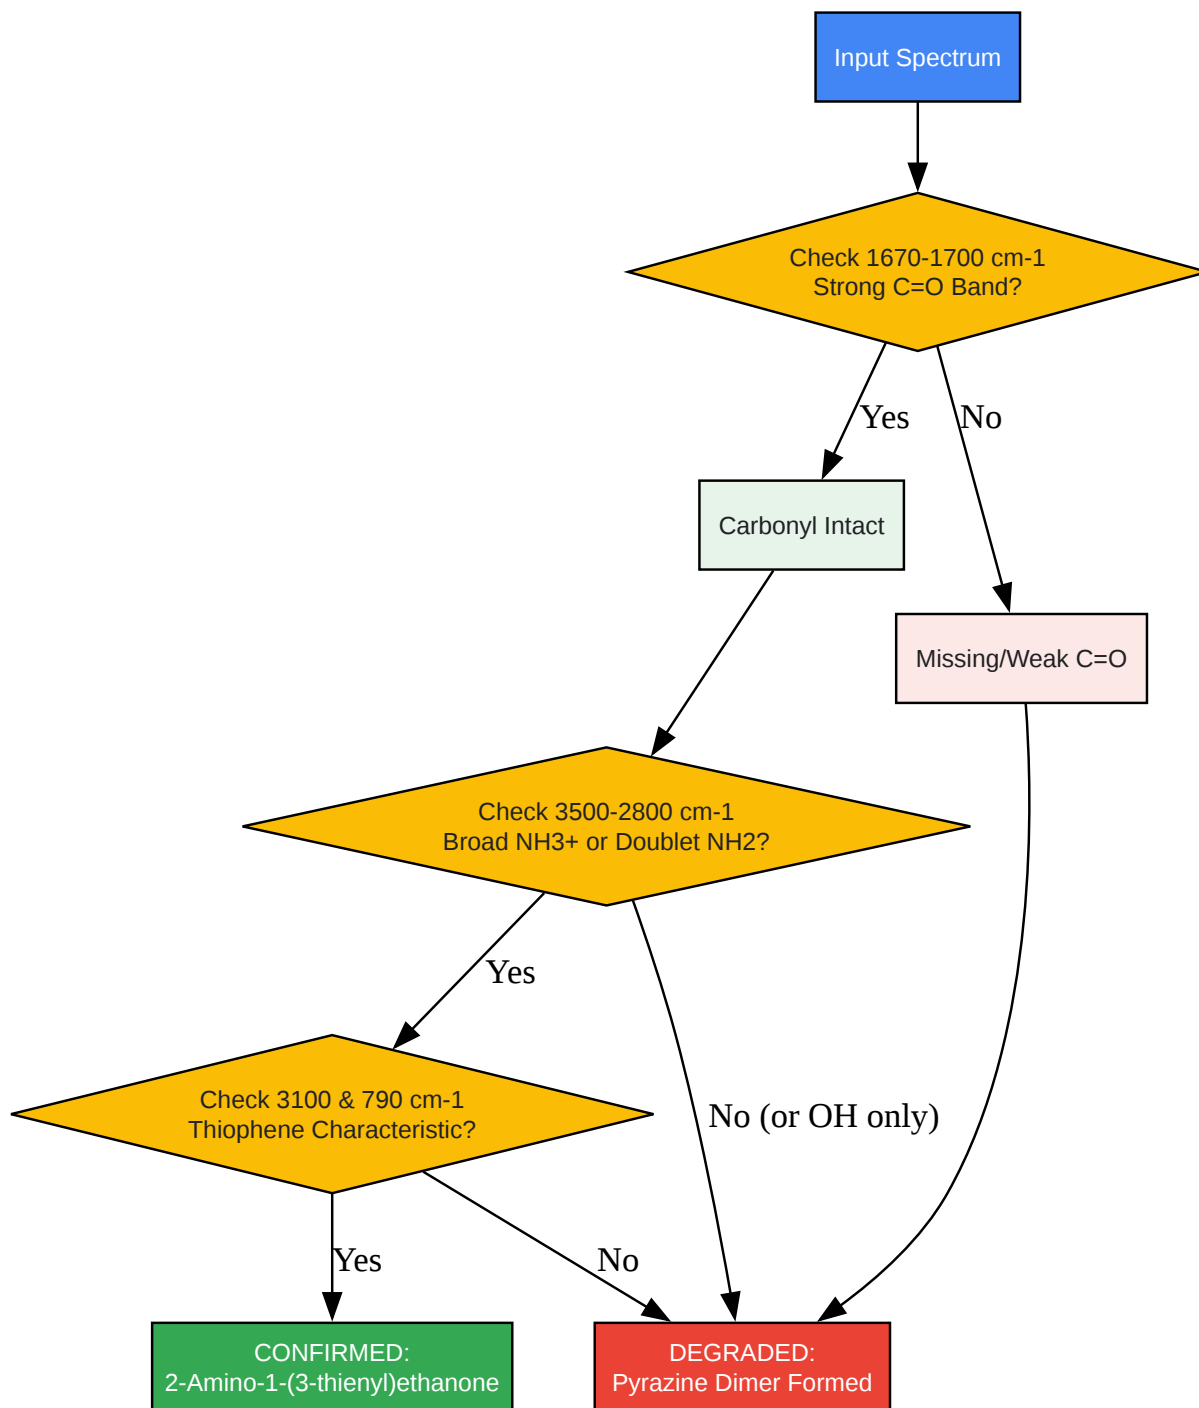 Input Spectrum
Check 1670-1700 cm-1
Strong C=O Band?
Yes
No
Carbonyl Intact
Missing/Weak C=O
Check 3500-2800 cm-1
Broad NH3+ or Doublet NH2?
Yes
No (or OH only)
Check 3100 & 790 cm-1
Thiophene Characteristic?
Yes
No
CONFIRMED:
2-Amino-1-(3-thienyl)ethanone
DEGRADED:
Pyrazine Dimer Formed